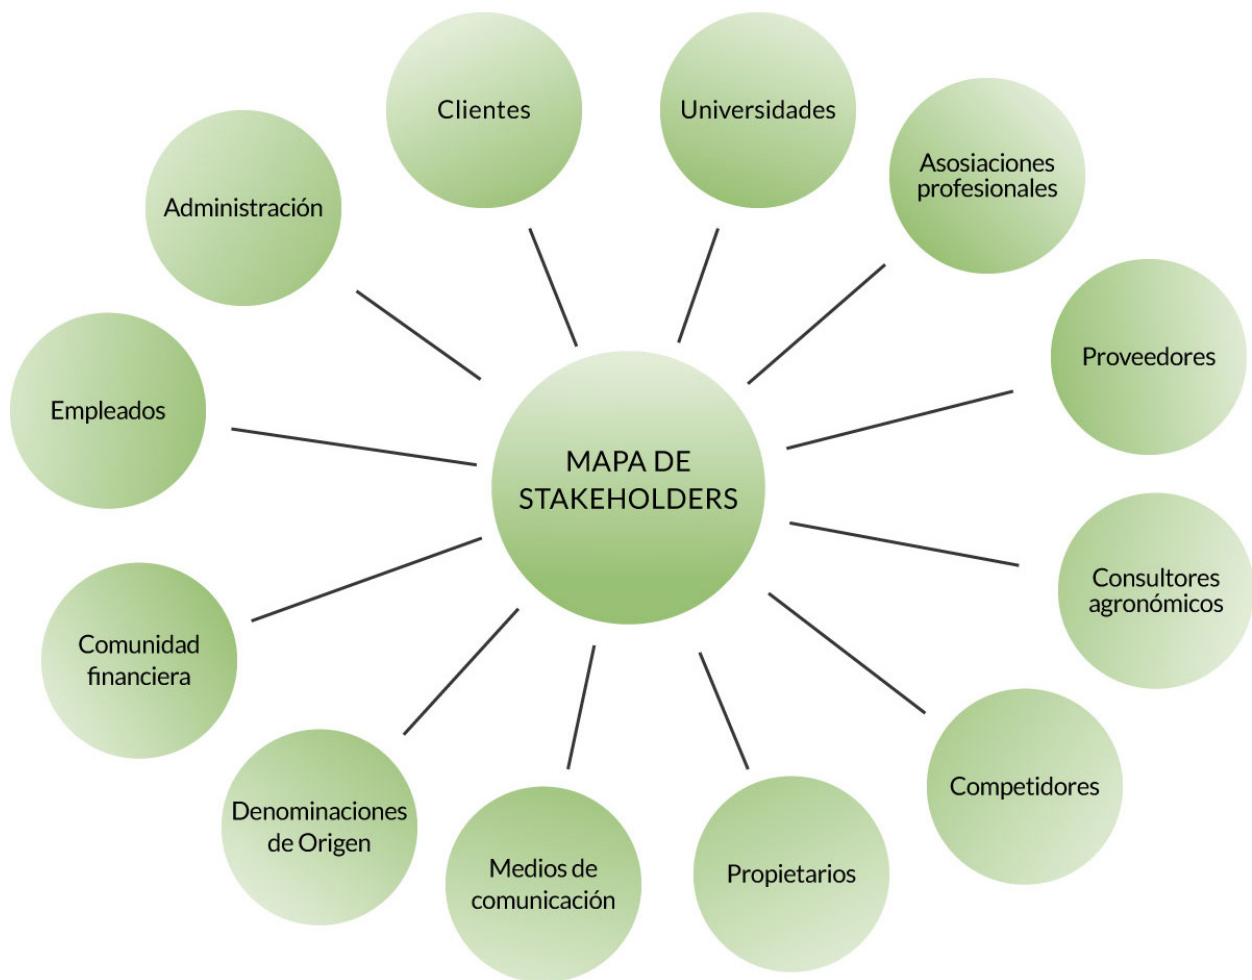 Clientes
Universidades
Asosiaciones
profesionales
Administración
Proveedores
Empleados
MAPA DE
STAKEHOLDERS
Consultores
agronómicos
Comunidad
financiera
Competidores
Denominaciones
de Origen
Medios de
comunicación
Propietarios